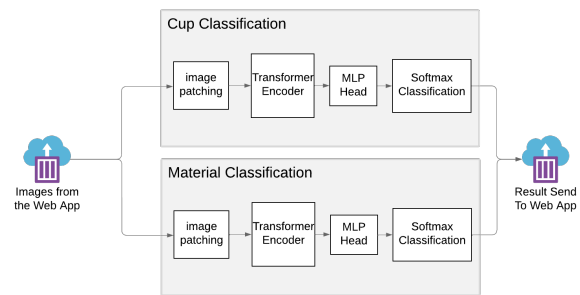 Cup Classification
image
patching
Transformer
Encoder
MLP
Head
Softmax
Classification
Images from
the Web App
Result Send
To Web App
Material Classification
image
patching
Transformer
Encoder
MLP
Head
Softmax
Classification